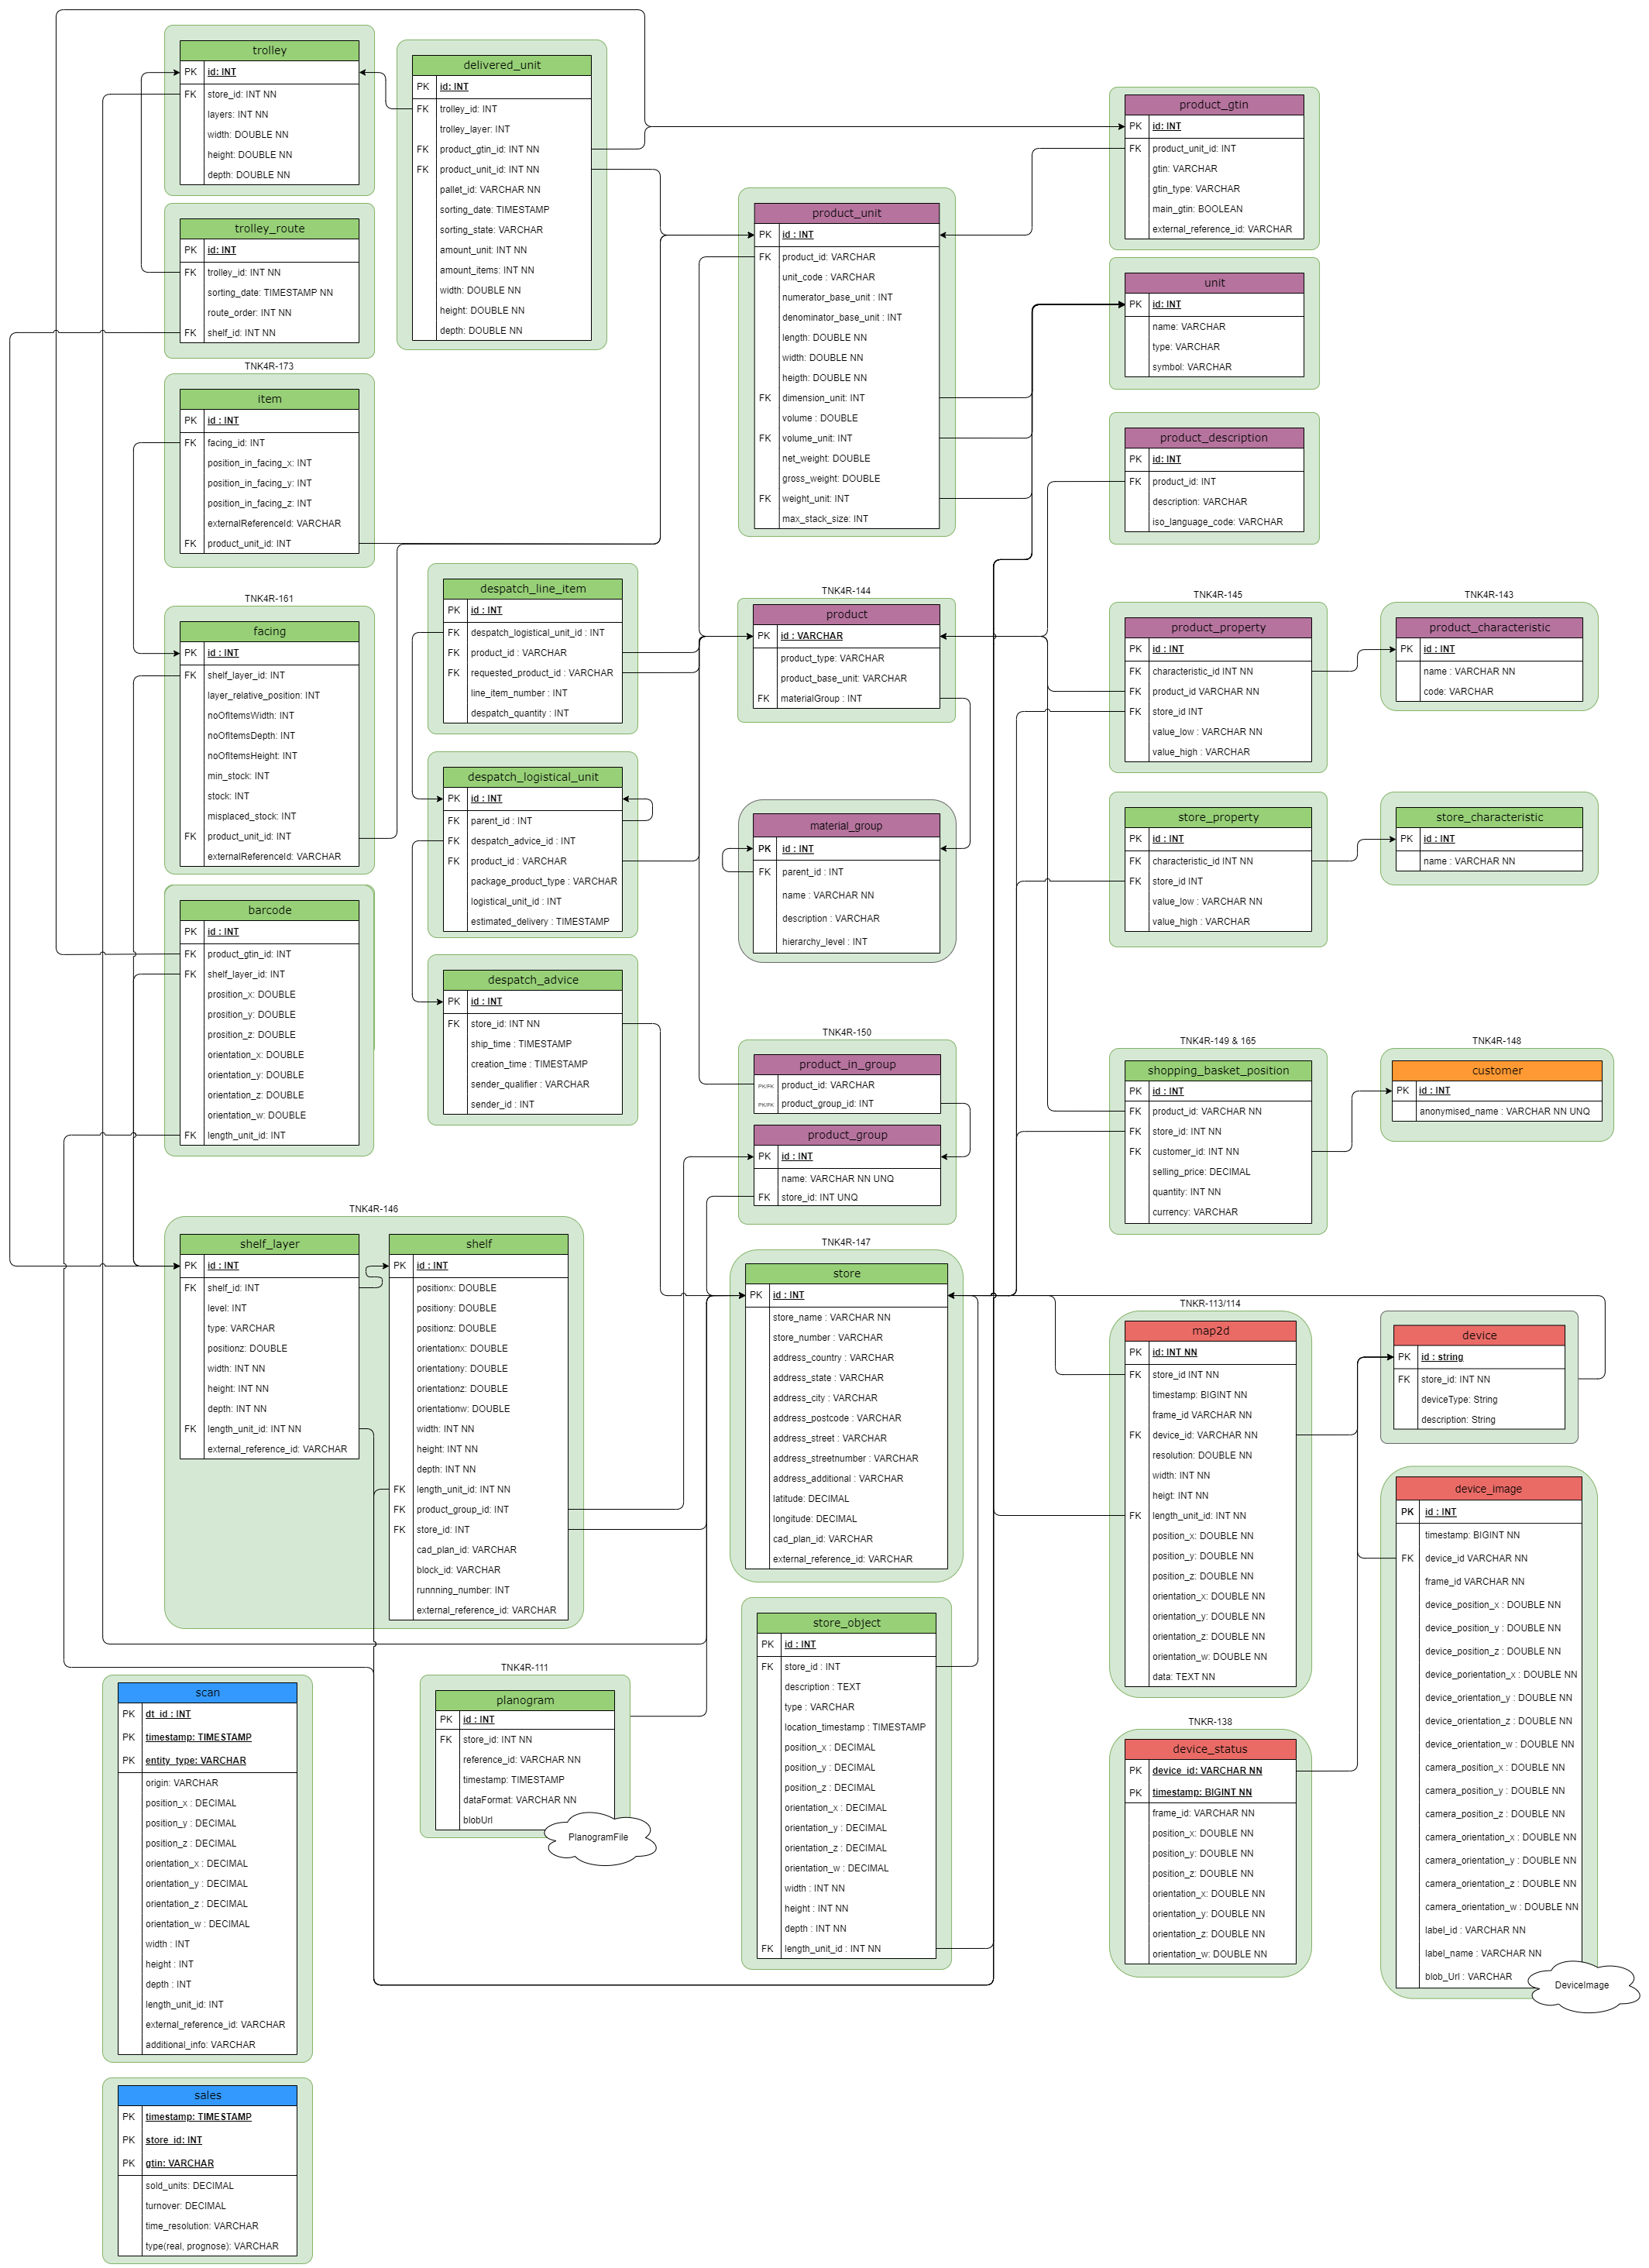 trolley
PK id: INT
FK store_id: INT NN
layers: INT NN
width: DOUBLE NN
height: DOUBLE NN
depth: DOUBLE NN
delivered_unit
PK id: INT
FK trolley_id: INT
trolley_layer: INT
FK product_gtin_id: INT NN
FK product_unit_id: INT NN
pallet_id: VARCHAR NN
sorting_date: TIMESTAMP
sorting_state: VARCHAR
amount_unit: INT NN
amount_items: INT NN
width: DOUBLE NN
height: DOUBLE NN
depth: DOUBLE NN
product_gtin
PK id: INT
FK product_unit_id: INT
gtin: VARCHAR
gtin_type: VARCHAR
main_gtin: BOOLEAN
external_reference_id: VARCHAR
trolley_route
PK id: INT
FK trolley_id: INT NN
sorting_date: TIMESTAMP NN
route_order: INT NN
FK shelf_id: INT NN
product_unit
PK id : INT
FK product_id: VARCHAR
unit_code : VARCHAR
numerator_base_unit : INT
denominator_base_unit : INT
length: DOUBLE NN
width: DOUBLE NN
heigth: DOUBLE NN
FK dimension_unit: INT
volume : DOUBLE
FK volume_unit: INT
net_weight: DOUBLE
gross_weight: DOUBLE
FK weight_unit: INT
max_stack_size: INT
unit
PK id: INT
name: VARCHAR
type: VARCHAR
symbol: VARCHAR
TNK4R-173
item
PK id : INT
FK facing_id: INT
position_in_facing_x: INT
position_in_facing_y: INT
position_in_facing_z: INT
externalReferenceId: VARCHAR
FK product_unit_id: INT
product_description
PK id: INT
FK product_id: INT
description: VARCHAR
iso_language_code: VARCHAR
TNK4R-161
facing
PK id : INT
FK shelf_layer_id: INT
layer_relative_position: INT
noOfItemsWidth: INT
noOfItemsDepth: INT
noOfItemsHeight: INT
min_stock: INT
stock: INT
misplaced_stock: INT
FK product_unit_id: INT
externalReferenceId: VARCHAR
despatch_line_item
PK id : INT
FK despatch_logistical_unit_id : INT
FK product_id : VARCHAR
FK requested_product_id : VARCHAR
line_item_number : INT
despatch_quantity : INT
TNK4R-144
product
PK id : VARCHAR
product_type: VARCHAR
product_base_unit: VARCHAR
FK materialGroup : INT
TNK4R-145
product_property
PK id : INT
FK characteristic_id INT NN
FK product_id VARCHAR NN
FK store_id INT
value_low : VARCHAR NN
value_high : VARCHAR
TNK4R-143
product_characteristic
PK id : INT
name : VARCHAR NN
code: VARCHAR
despatch_logistical_unit
PK id : INT
FK parent_id : INT
FK despatch_advice_id : INT
FK product_id : VARCHAR
package_product_type : VARCHAR
logistical_unit_id : INT
estimated_delivery : TIMESTAMP
material_group
PK id : INT
FK parent_id : INT
name : VARCHAR NN
description : VARCHAR
hierarchy_level : INT
store_property
PK id : INT
FK characteristic_id INT NN
FK store_id INT
value_low : VARCHAR NN
value_high : VARCHAR
store_characteristic
PK id : INT
name : VARCHAR NN
barcode
PK id : INT
FK product_gtin_id: INT
FK shelf_layer_id: INT
prosition_x: DOUBLE
prosition_y: DOUBLE
prosition_z: DOUBLE
orientation_x: DOUBLE
orientation_y: DOUBLE
orientation_z: DOUBLE
orientation_w: DOUBLE
FK length_unit_id: INT
despatch_advice
PK id : INT
FK store_id: INT NN
ship_time : TIMESTAMP
creation_time : TIMESTAMP
sender_qualifier : VARCHAR
sender_id : INT
TNK4R-150
product_in_group
PK/FK product_id: VARCHAR
PK/FK product_group_id: INT
product_group
PK id : INT
name: VARCHAR NN UNQ
FK store_id: INT UNQ
TNK4R-149 & 165
shopping_basket_position
PK id : INT
FK product_id: VARCHAR NN
FK store_id: INT NN
FK customer_id: INT NN
selling_price: DECIMAL
quantity: INT NN
currency: VARCHAR
TNK4R-148
customer
PK id : INT
anonymised_name : VARCHAR NN UNQ
TNK4R-146
shelf_layer
PK id : INT
FK shelf_id: INT
level: INT
type: VARCHAR
positionz: DOUBLE
width: INT NN
height: INT NN
depth: INT NN
FK length_unit_id: INT NN
external_reference_id: VARCHAR
shelf
PK id : INT
positionx: DOUBLE
positiony: DOUBLE
positionz: DOUBLE
orientationx: DOUBLE
orientationy: DOUBLE
orientationz: DOUBLE
orientationw: DOUBLE
width: INT NN
height: INT NN
depth: INT NN
FK length_unit_id: INT NN
FK product_group_id: INT
FK store_id: INT
cad_plan_id: VARCHAR
block_id: VARCHAR
runnning_number: INT
external_reference_id: VARCHAR
TNK4R-147
store
PK id : INT
store_name : VARCHAR NN
store_number : VARCHAR
address_country : VARCHAR
address_state : VARCHAR
address_city : VARCHAR
address_postcode : VARCHAR
address_street : VARCHAR
address_streetnumber : VARCHAR
address_additional : VARCHAR
latitude: DECIMAL
longitude: DECIMAL
cad_plan_id: VARCHAR
external_reference_id: VARCHAR
TNKR-113/114
map2d
PK id: INT NN
FK store_id INT NN
timestamp: BIGINT NN
frame_id VARCHAR NN
FK device_id: VARCHAR NN
resolution: DOUBLE NN
width: INT NN
heigt: INT NN
FK length_unit_id: INT NN
position_x: DOUBLE NN
position_y: DOUBLE NN
position_z: DOUBLE NN
orientation_x: DOUBLE NN
orientation_y: DOUBLE NN
orientation_z: DOUBLE NN
orientation_w: DOUBLE NN
data: TEXT NN
device
PK id : string
FK store_id: INT NN
deviceType: String
description: String
device_image
PK id : INT
timestamp: BIGINT NN
FK device_id VARCHAR NN
frame_id VARCHAR NN
device_position_x : DOUBLE NN
device_position_y : DOUBLE NN
device_position_z : DOUBLE NN
device_porientation_x : DOUBLE NN
device_orientation_y : DOUBLE NN
device_orientation_z : DOUBLE NN
device_orientation_w : DOUBLE NN
camera_position_x : DOUBLE NN
camera_position_y : DOUBLE NN
camera_position_z : DOUBLE NN
camera_orientation_x : DOUBLE NN
camera_orientation_y : DOUBLE NN
camera_orientation_z : DOUBLE NN
camera_orientation_w : DOUBLE NN
label_id : VARCHAR NN
label_name : VARCHAR NN
blob_Url : VARCHAR
DeviceImage
store_object
PK id : INT
FK store_id : INT
description : TEXT
type : VARCHAR
location_timestamp : TIMESTAMP
position_x : DECIMAL
position_y : DECIMAL
position_z : DECIMAL
orientation_x : DECIMAL
orientation_y : DECIMAL
orientation_z : DECIMAL
orientation_w : DECIMAL
width : INT NN
height : INT NN
depth : INT NN
FK length_unit_id : INT NN
TNK4R-111
planogram
PK id : INT
FK store_id: INT NN
reference_id: VARCHAR NN
timestamp: TIMESTAMP
dataFormat: VARCHAR NN
blobUrl
PlanogramFile
TNKR-138
device_status
PK device_id: VARCHAR NN
PK timestamp: BIGINT NN
frame_id: VARCHAR NN
position_x: DOUBLE NN
position_y: DOUBLE NN
position_z: DOUBLE NN
orientation_x: DOUBLE NN
orientation_y: DOUBLE NN
orientation_z: DOUBLE NN
orientation_w: DOUBLE NN
scan
PK dt_id : INT
PK timestamp: TIMESTAMP
PK entity_type: VARCHAR
origin: VARCHAR
position_x : DECIMAL
position_y : DECIMAL
position_z : DECIMAL
orientation_x : DECIMAL
orientation_y : DECIMAL
orientation_z : DECIMAL
orientation_w : DECIMAL
width : INT
height : INT
depth : INT
length_unit_id: INT
external_reference_id: VARCHAR
additional_info: VARCHAR
sales
PK timestamp: TIMESTAMP
PK store_id: INT
PK gtin: VARCHAR
sold_units: DECIMAL
turnover: DECIMAL
time_resolution: VARCHAR
type(real, prognose): VARCHAR